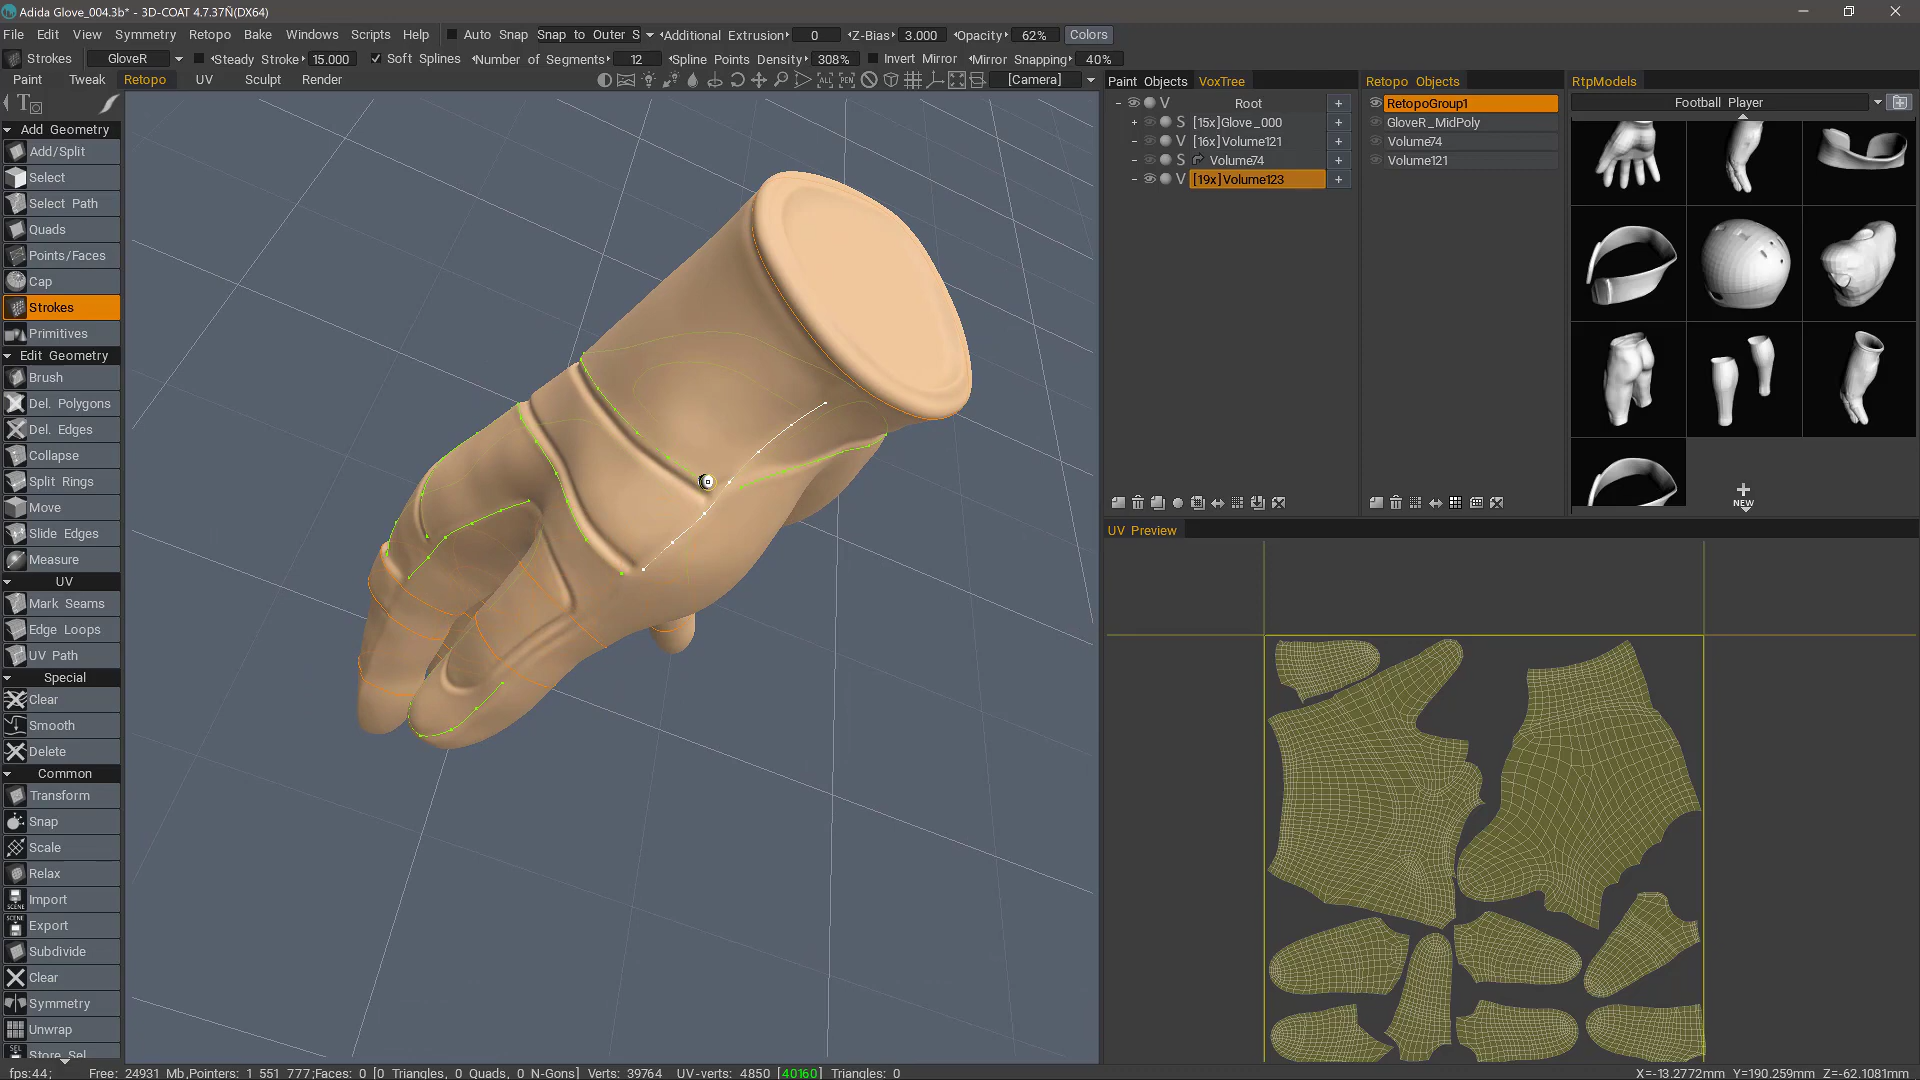 Adida Glove_004.3b* - 3D-COAT 4.7.37Ñ(DX64)
File Edit View Symmetry Retopo Bake Windows Scripts Help Auto Snap Snap to Outer S Additional Extrusion 0 Z-Bias 3.000 Opacity 62% Colors
Strokes GloveR Steady Stroke 15.000 Soft Splines Number of Segments 12 Spline Points Density 308% Invert Mirror Mirror Snapping 40%
Paint Tweak Retopo UV Sculpt Render ALL PEN [Camera] Paint Objects VoxTree Retopo Objects RtpModels
Add Geometry
Add/Split
Select
Select Path
Quads
Points/Faces
Cap
Strokes
Primitives
Edit Geometry
Brush
Del. Polygons
Del. Edges
Collapse
Split Rings
Move
Slide Edges
Measure
UV
Mark Seams
Edge Loops
UV Path
Special
Clear
Smooth
Delete
Common
Transform
Snap
Scale
Relax
Import
Export
Subdivide
Clear
Symmetry
Unwrap
Store Sel
V Root +
+ S [15x]Glove_000 +
- V [16x]Volume121 +
- S Volume74 +
- V [19x]Volume123 +
RetopoGroup1
GloveR_MidPoly
Volume74
Volume121
Football Player
NEW
UV Preview
fps:44; Free: 24931 Mb,Pointers: 1 551 777;Faces: 0 [0 Triangles, 0 Quads, 0 N-Gons] Verts: 39764 UV-verts: 4850 [40160] Triangles: 0 X=-13.2772mm Y=190.259mm Z=-62.1081mm